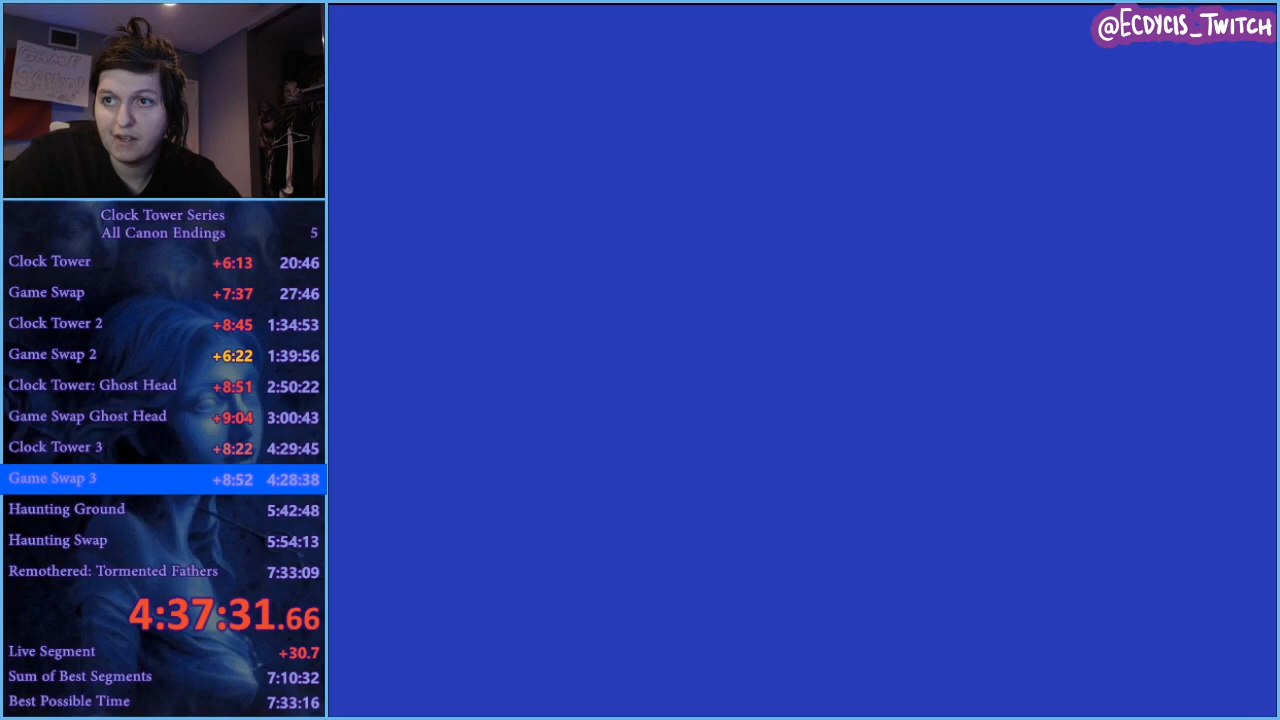 @ECDYCIS_TWITCH
GAME
SAVED!
Clock Tower Series
All Canon Endings 5
Clock Tower +6:13 20:46
Game Swap +7:37 27:46
Clock Tower 2 +8:45 1:34:53
Game Swap 2 +6:22 1:39:56
Clock Tower: Ghost Head +8:51 2:50:22
Game Swap Ghost Head +9:04 3:00:43
Clock Tower 3 +8:22 4:29:45
Game Swap 3 +8:52 4:28:38
Haunting Ground 5:42:48
Haunting Swap 5:54:13
Remothered: Tormented Fathers 7:33:09
4:37:31.66
Live Segment +30.7
Sum of Best Segments 7:10:32
Best Possible Time 7:33:16